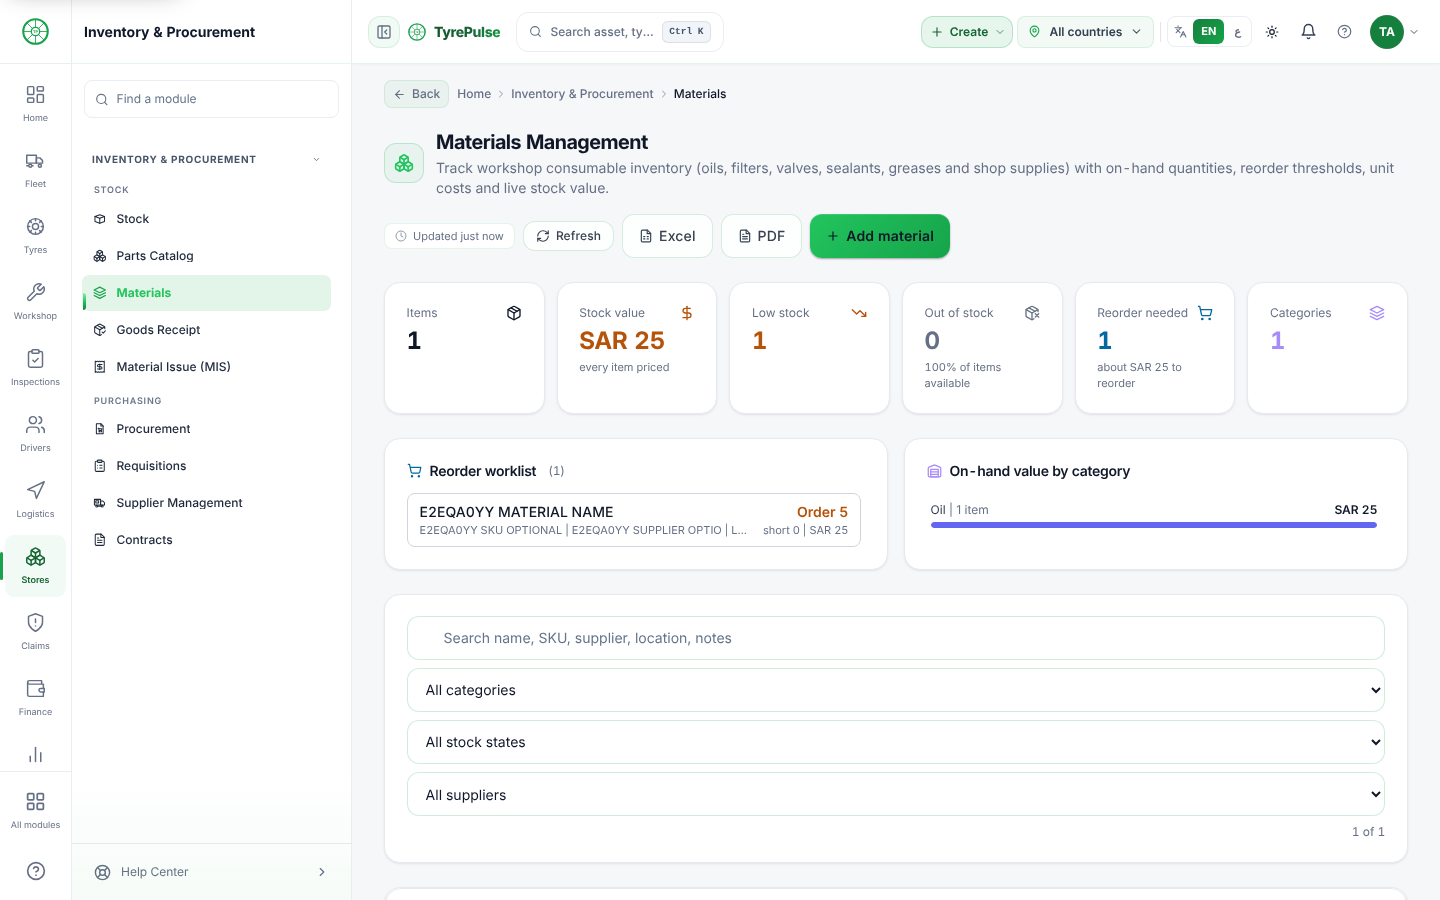 Inventory & Procurement
TyrePulse
Search asset, ty...
Ctrl K
Create
All countries
EN
ع
TA
Home
Fleet
Tyres
Workshop
Inspections
Drivers
Logistics
Stores
Claims
Finance
All modules
Find a module
INVENTORY & PROCUREMENT
STOCK
Stock
Parts Catalog
Materials
Goods Receipt
Material Issue (MIS)
PURCHASING
Procurement
Requisitions
Supplier Management
Contracts
Help Center
Back
Home
Inventory & Procurement
Materials
Materials Management
Track workshop consumable inventory (oils, filters, valves, sealants, greases and shop supplies) with on-hand quantities, reorder thresholds, unit
costs and live stock value.
Updated just now
Refresh
Excel
PDF
+ Add material
Items
1
Stock value
SAR 25
every item priced
Low stock
1
Out of stock
0
100% of items
available
Reorder needed
1
about SAR 25 to
reorder
Categories
1
Reorder worklist (1)
E2EQA0YY MATERIAL NAME
Order 5
E2EQA0YY SKU OPTIONAL | E2EQA0YY SUPPLIER OPTIO | L...
short 0 | SAR 25
On-hand value by category
Oil | 1 item
SAR 25
Search name, SKU, supplier, location, notes
All categories
All stock states
All suppliers
1 of 1